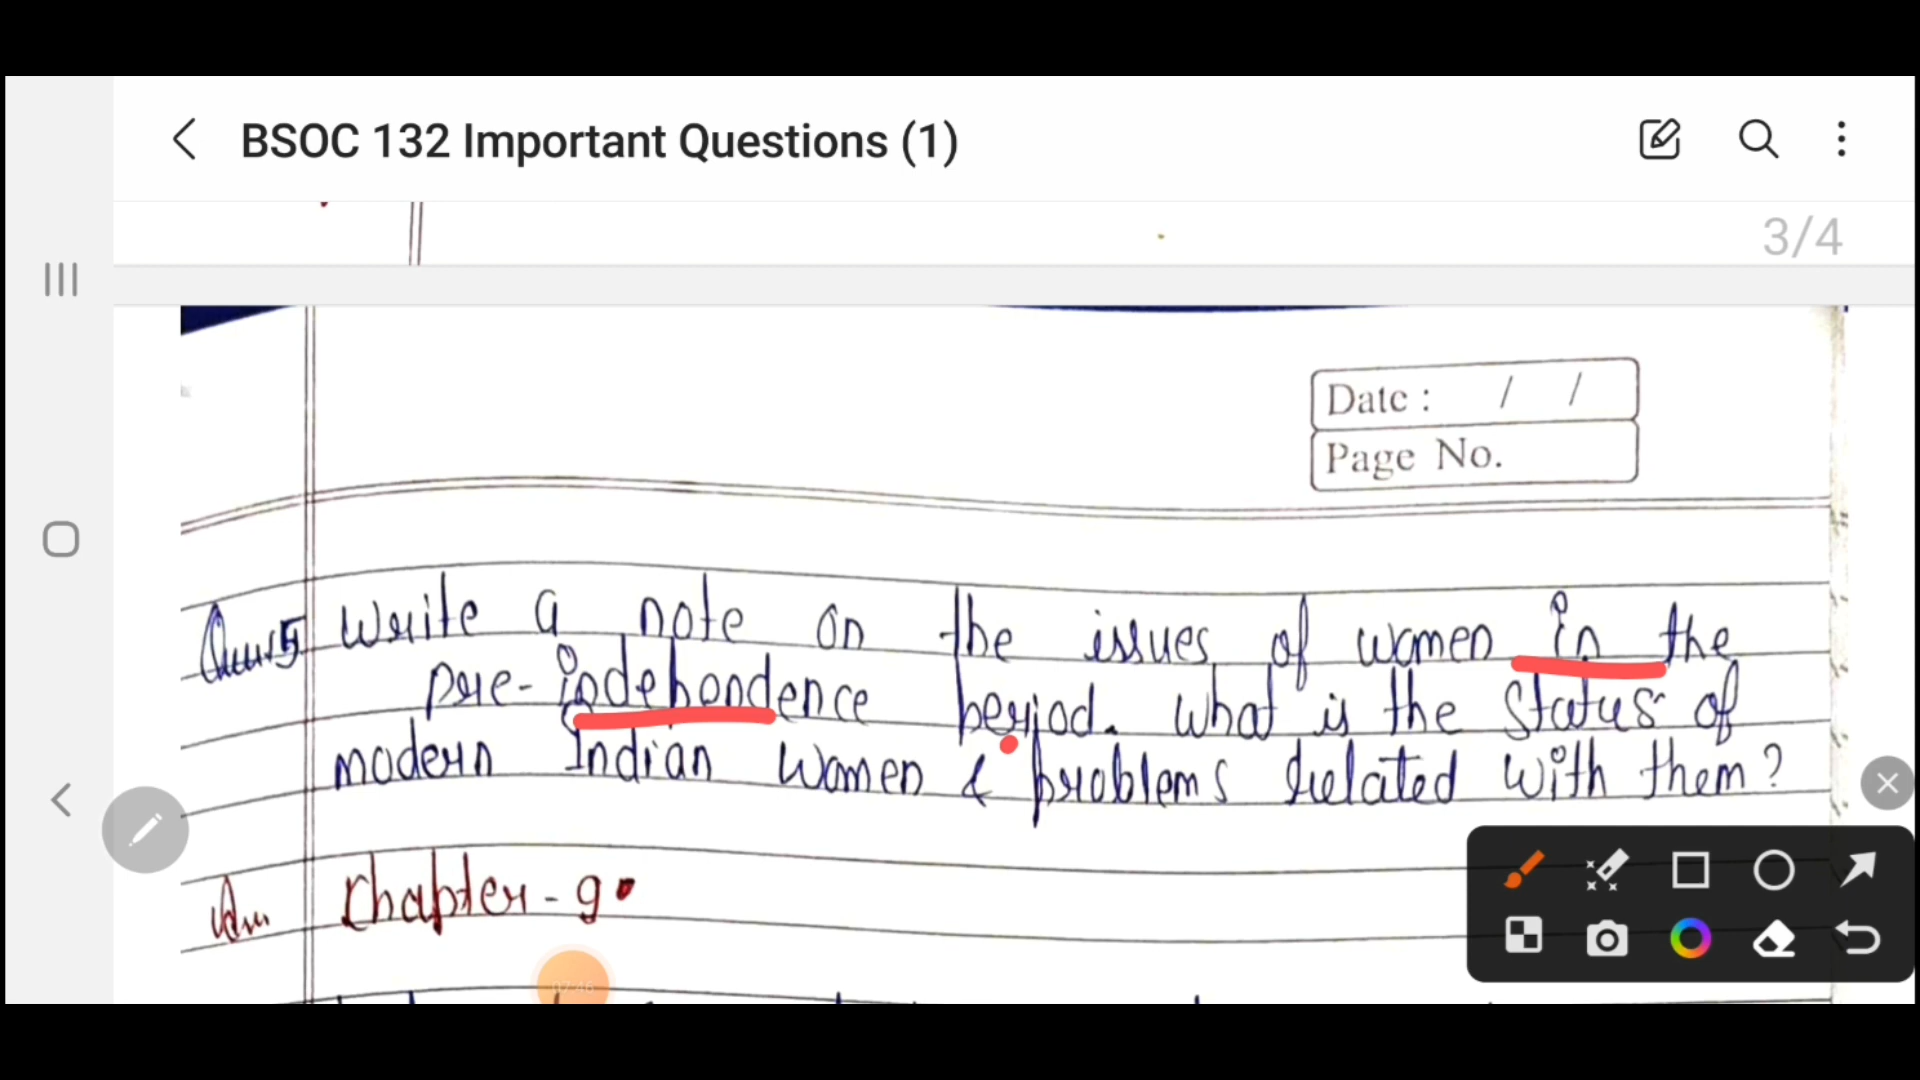 BSOC 132 Important Questions (1)
3/4
Date : / /
Page No.
Ques5 Write a note on the issues of women in the
pre-independence period. What is the status of
modern Indian women & problems related with them?
Ans Chapter-9.
02:46